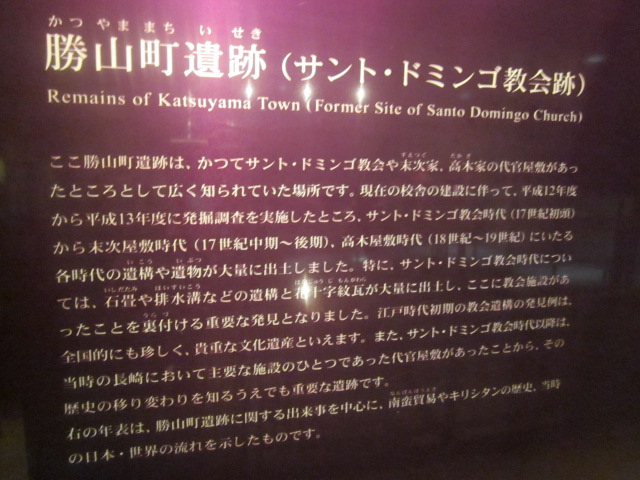 かつやままち いせき
勝山町遺跡 (サント・ドミンゴ教会跡)
Remains of Katsuyama Town (Former Site of Santo Domingo Church)
ここ勝山町遺跡は、かつてサント・ドミンゴ教会や末次家、高木家の代官屋敷があっ
たところとして広く知られていた場所です。現在の校舎の建設に伴って、平成12年度
から平成13年度に発掘調査を実施したところ、サント・ドミンゴ教会時代 (17世紀初頭)
から末次屋敷時代 (17世紀中期〜後期)、高木屋敷時代 (18世紀〜19世紀) にいたる
各時代の遺構や遺物が大量に出土しました。特に、サント・ドミンゴ教会時代につい
ては、石畳や排水溝などの遺構と花十字紋瓦が大量に出土し、ここに教会施設があ
ったことを裏付ける重要な発見となりました。江戸時代初期の教会遺構の発見例は、
全国的にも珍しく、貴重な文化遺産といえます。また、サント・ドミンゴ教会時代以降は、
当時の長崎において主要な施設のひとつであった代官屋敷があったことから、その
歴史の移り変わりを知るうえでも重要な遺跡です。
右の年表は、勝山町遺跡に関する出来事を中心に、南蛮貿易やキリシタンの歴史、当時
の日本・世界の流れを示したものです。